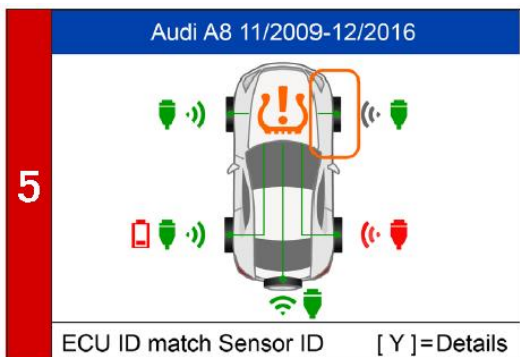 Audi A8 11/2009-12/2016
5
ECU ID match Sensor ID [ Y ]=Details